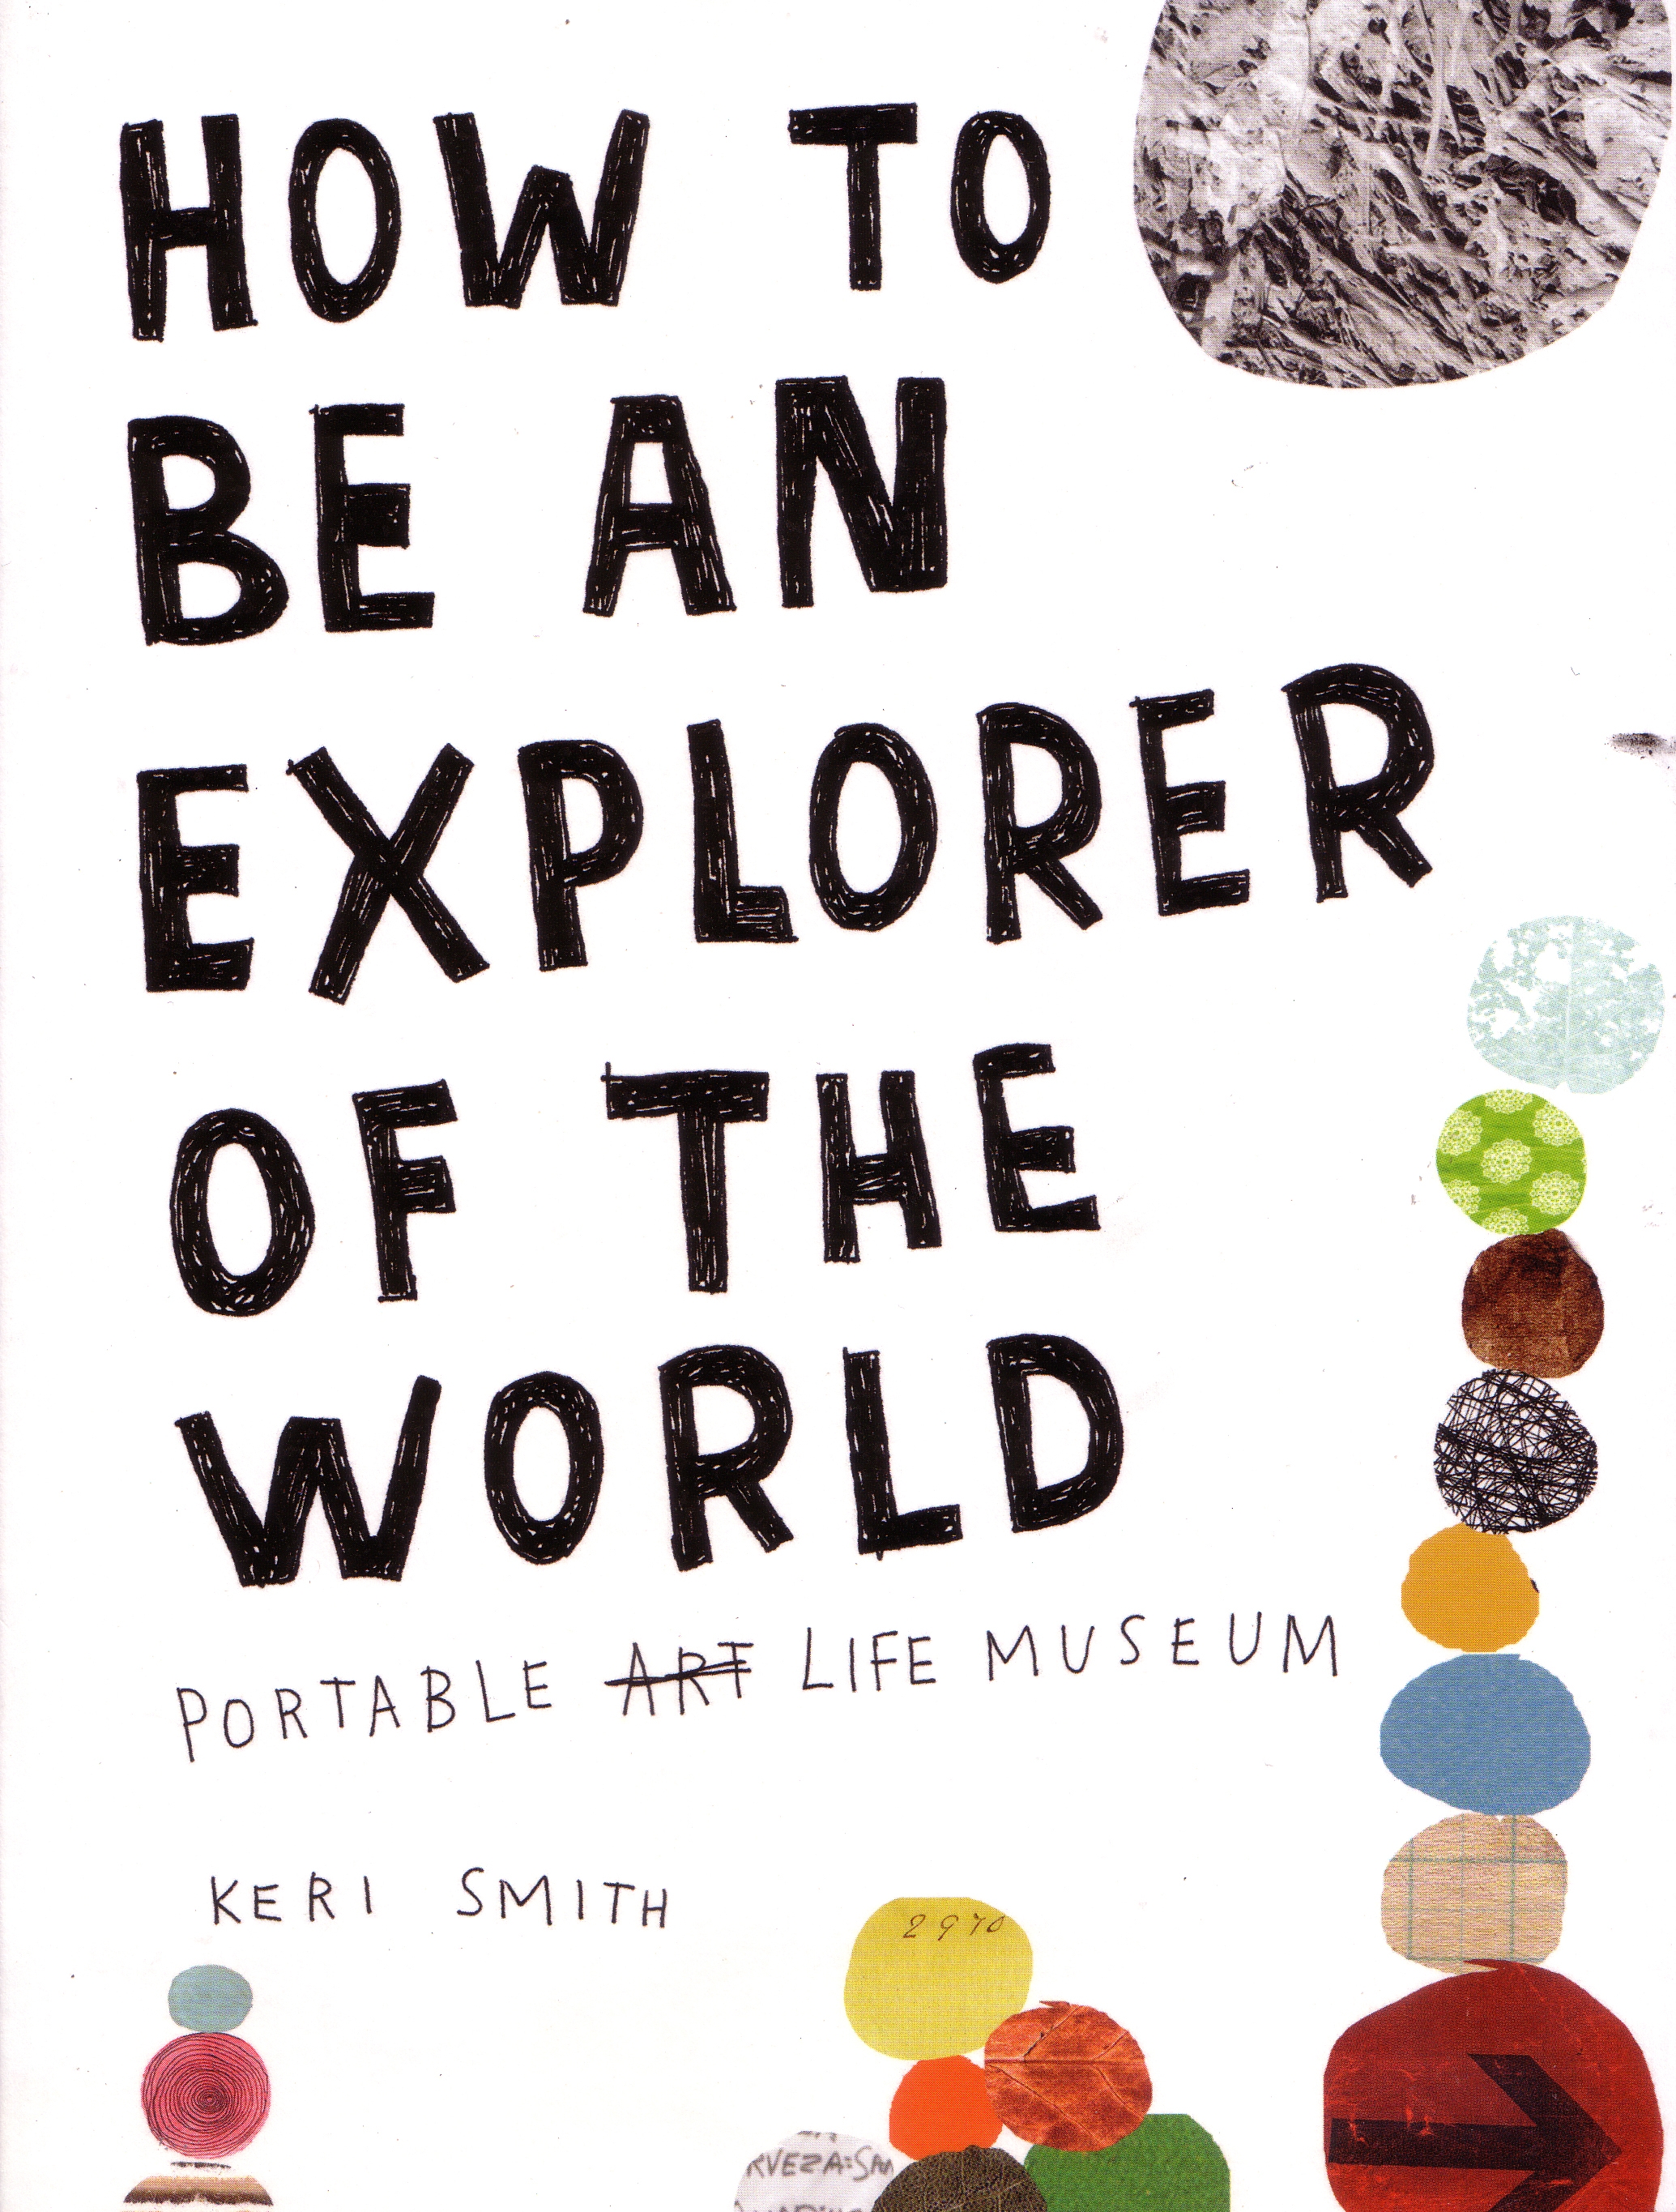 HOW TO
BE AN
EXPLORER
OF THE
WORLD
PORTABLE ART LIFE MUSEUM
KERI SMITH
2970